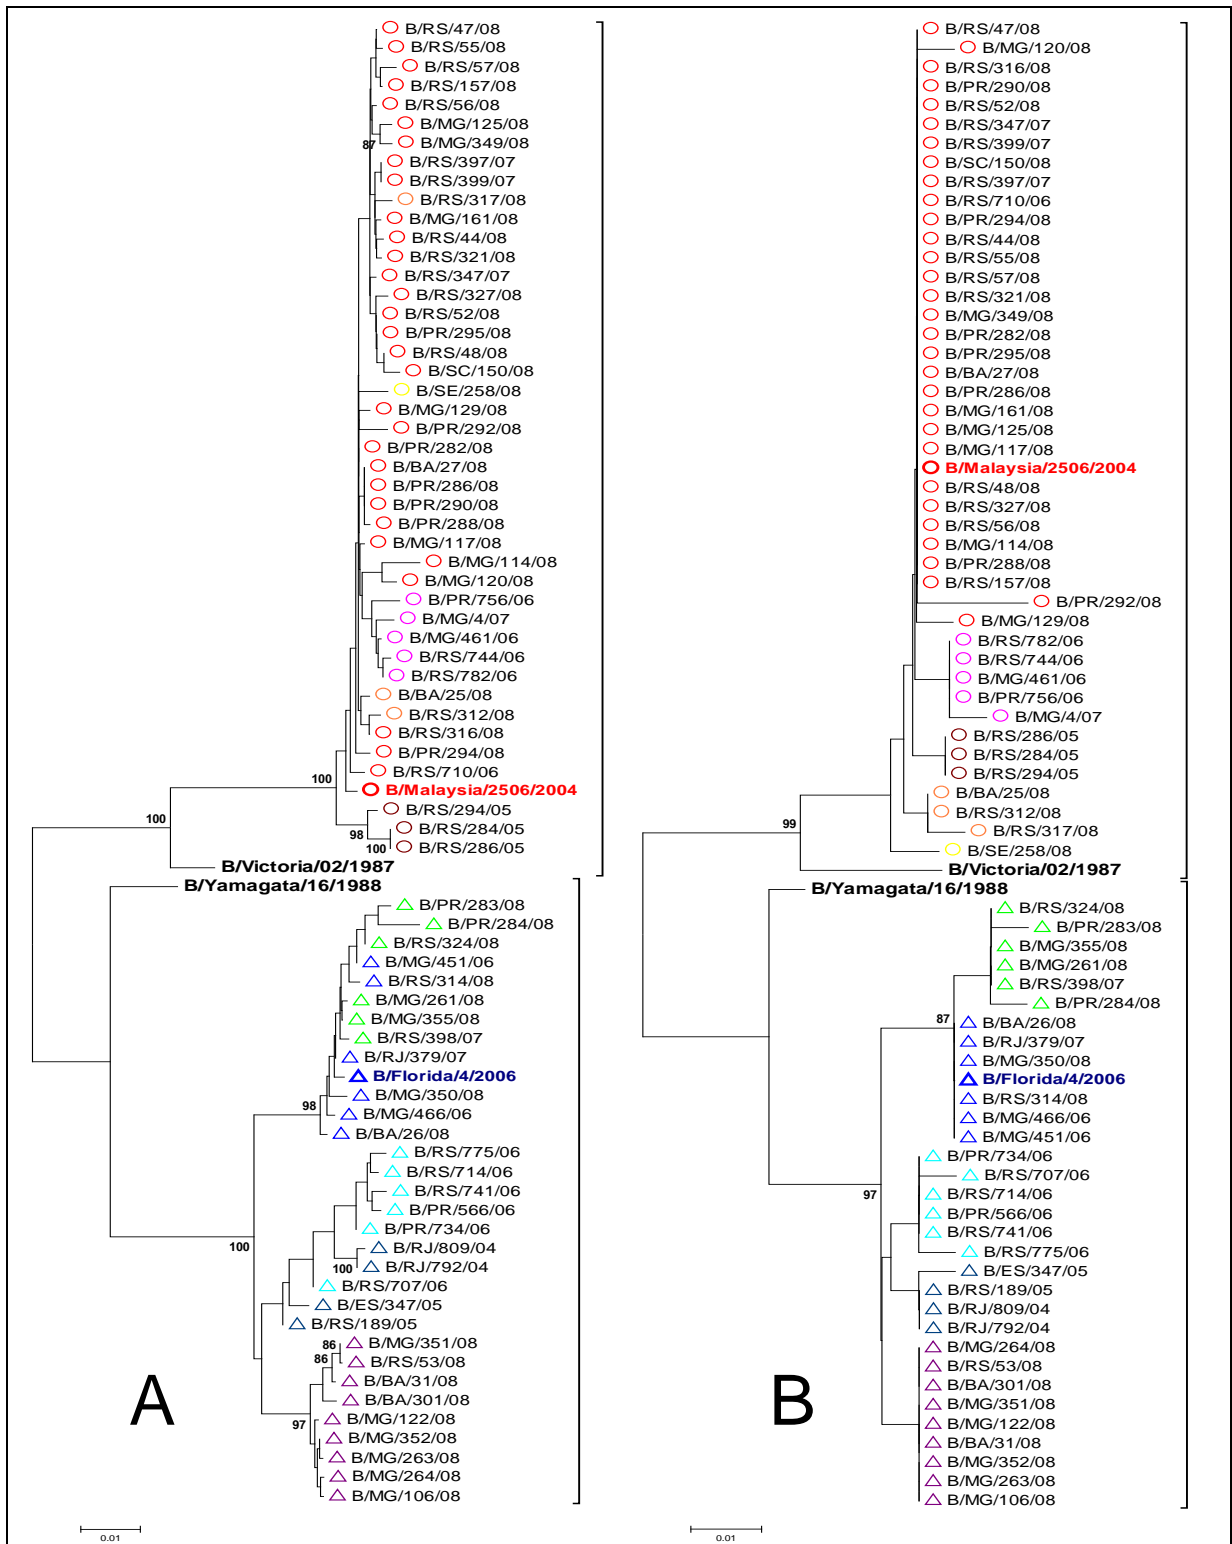 B/RS/47/08
B/RS/55/08
B/RS/57/08
B/RS/157/08
B/RS/56/08
B/MG/125/08
87
B/MG/349/08
B/RS/397/07
B/RS/399/07
B/RS/317/08
B/MG/161/08
B/RS/44/08
B/RS/321/08
B/RS/347/07
B/RS/327/08
B/RS/52/08
B/PR/295/08
B/RS/48/08
B/SC/150/08
B/SE/258/08
B/MG/129/08
B/PR/292/08
B/PR/282/08
B/BA/27/08
B/PR/286/08
B/PR/290/08
B/PR/288/08
B/MG/117/08
B/MG/114/08
B/MG/120/08
B/PR/756/06
B/MG/4/07
B/MG/461/06
B/RS/744/06
B/RS/782/06
B/BA/25/08
B/RS/312/08
B/RS/316/08
B/PR/294/08
B/RS/710/06
100
B/Malaysia/2506/2004
B/RS/294/05
100
98
B/RS/284/05
100
B/RS/286/05
B/Victoria/02/1987
B/Yamagata/16/1988
B/PR/283/08
B/PR/284/08
B/RS/324/08
B/MG/451/06
B/RS/314/08
B/MG/261/08
B/MG/355/08
B/RS/398/07
B/RJ/379/07
B/Florida/4/2006
B/MG/350/08
98
B/MG/466/06
B/BA/26/08
B/RS/775/06
B/RS/714/06
B/RS/741/06
B/PR/566/06
B/PR/734/06
100
B/RJ/809/04
100
B/RJ/792/04
B/RS/707/06
B/ES/347/05
B/RS/189/05
86
B/MG/351/08
86
B/RS/53/08
B/BA/31/08
B/BA/301/08
97
B/MG/122/08
B/MG/352/08
B/MG/263/08
B/MG/264/08
B/MG/106/08
A
0.01
B/RS/47/08
B/MG/120/08
B/RS/316/08
B/PR/290/08
B/RS/52/08
B/RS/347/07
B/RS/399/07
B/SC/150/08
B/RS/397/07
B/RS/710/06
B/PR/294/08
B/RS/44/08
B/RS/55/08
B/RS/57/08
B/RS/321/08
B/MG/349/08
B/PR/282/08
B/PR/295/08
B/BA/27/08
B/PR/286/08
B/MG/161/08
B/MG/125/08
B/MG/117/08
B/Malaysia/2506/2004
B/RS/48/08
B/RS/327/08
B/RS/56/08
B/MG/114/08
B/PR/288/08
B/RS/157/08
B/PR/292/08
B/MG/129/08
B/RS/782/06
B/RS/744/06
B/MG/461/06
B/PR/756/06
B/MG/4/07
B/RS/286/05
B/RS/284/05
B/RS/294/05
B/BA/25/08
B/RS/312/08
99
B/RS/317/08
B/SE/258/08
B/Victoria/02/1987
B/Yamagata/16/1988
B/RS/324/08
B/PR/283/08
B/MG/355/08
B/MG/261/08
B/RS/398/07
B/PR/284/08
87
B/BA/26/08
B/RJ/379/07
B/MG/350/08
B/Florida/4/2006
B/RS/314/08
B/MG/466/06
B/MG/451/06
B/PR/734/06
B/RS/707/06
97
B/RS/714/06
B/PR/566/06
B/RS/741/06
B/RS/775/06
B/ES/347/05
B/RS/189/05
B/RJ/809/04
B/RJ/792/04
B/MG/264/08
B/RS/53/08
B/BA/301/08
B/MG/351/08
B/MG/122/08
B/BA/31/08
B/MG/352/08
B/MG/263/08
B/MG/106/08
B
0.01